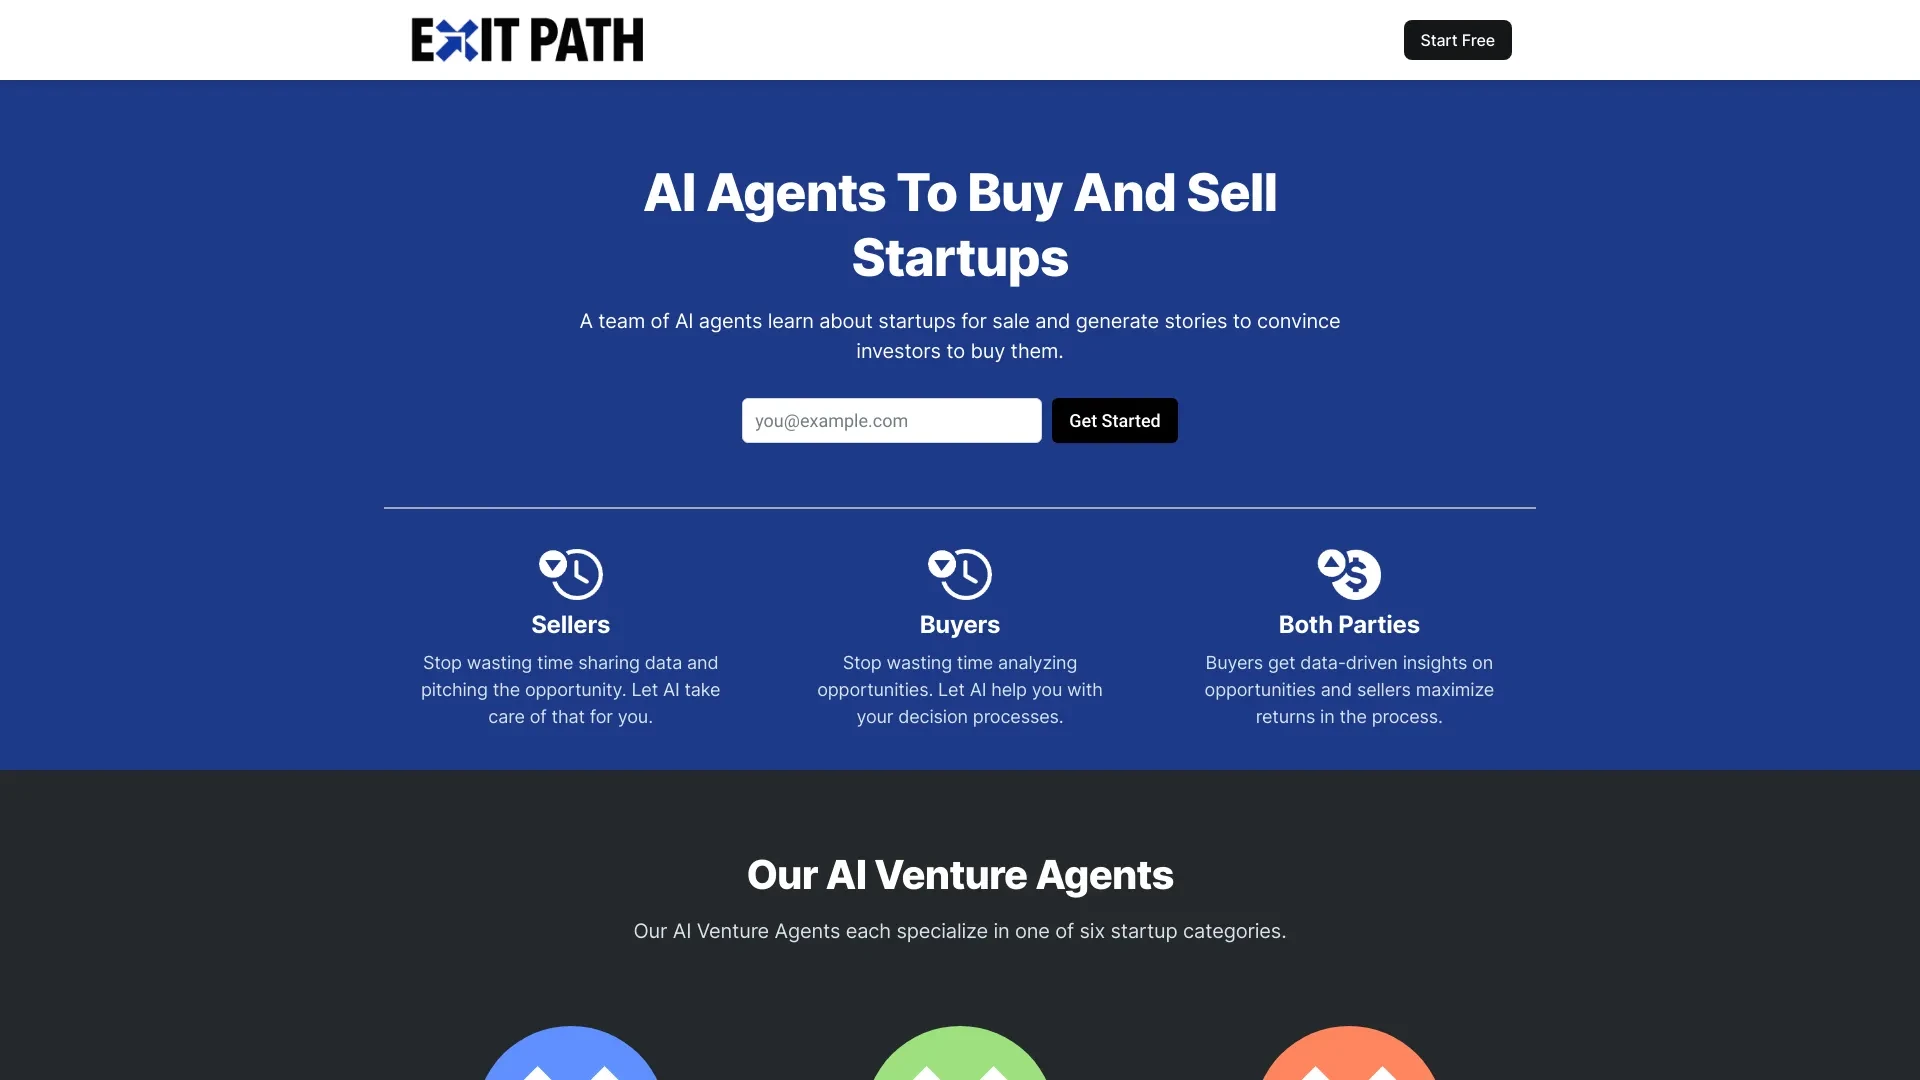 EXIT PATH
Start Free
AI Agents To Buy And Sell
Startups
A team of AI agents learn about startups for sale and generate stories to convince
investors to buy them.
you@example.com
Get Started
Sellers
Stop wasting time sharing data and
pitching the opportunity. Let AI take
care of that for you.
Buyers
Stop wasting time analyzing
opportunities. Let AI help you with
your decision processes.
Both Parties
Buyers get data-driven insights on
opportunities and sellers maximize
returns in the process.
Our AI Venture Agents
Our AI Venture Agents each specialize in one of six startup categories.